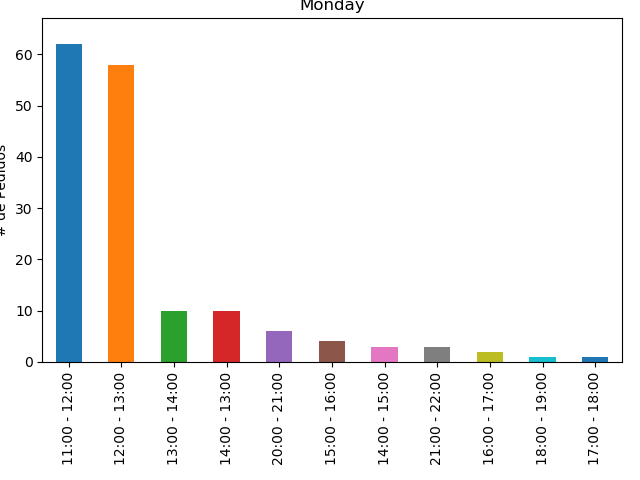 Monday
# de Pedidos
60
50
40
30
20
10
0
11:00 - 12:00
12:00 - 13:00
13:00 - 14:00
14:00 - 13:00
20:00 - 21:00
15:00 - 16:00
14:00 - 15:00
21:00 - 22:00
16:00 - 17:00
18:00 - 19:00
17:00 - 18:00